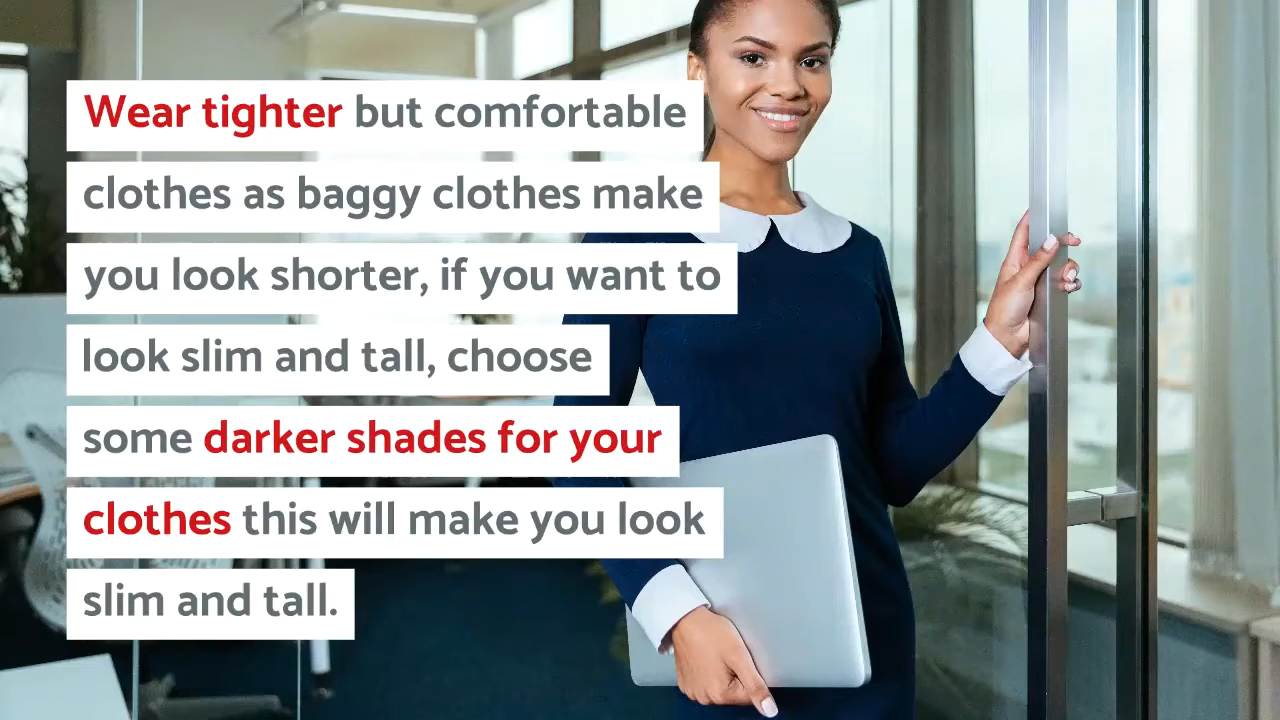 Wear tighter but comfortable
clothes as baggy clothes make
you look shorter, if you want to
look slim and tall, choose
some darker shades for your
clothes this will make you look
slim and tall.